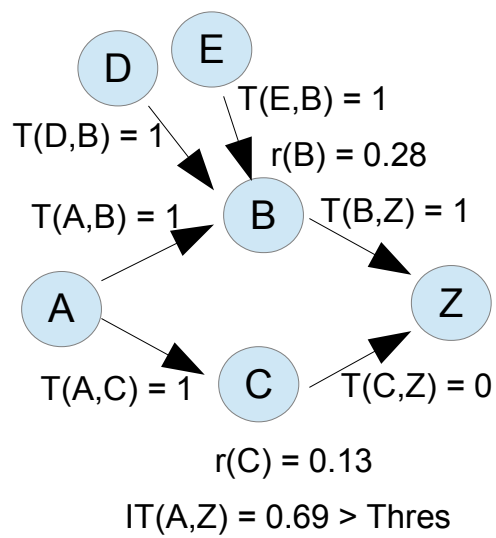 D
E
T(E,B) = 1
T(D,B) = 1
r(B) = 0.28
T(A,B) = 1
B
T(B,Z) = 1
A
Z
T(A,C) = 1
C
T(C,Z) = 0
r(C) = 0.13
IT(A,Z) = 0.69 > Thres